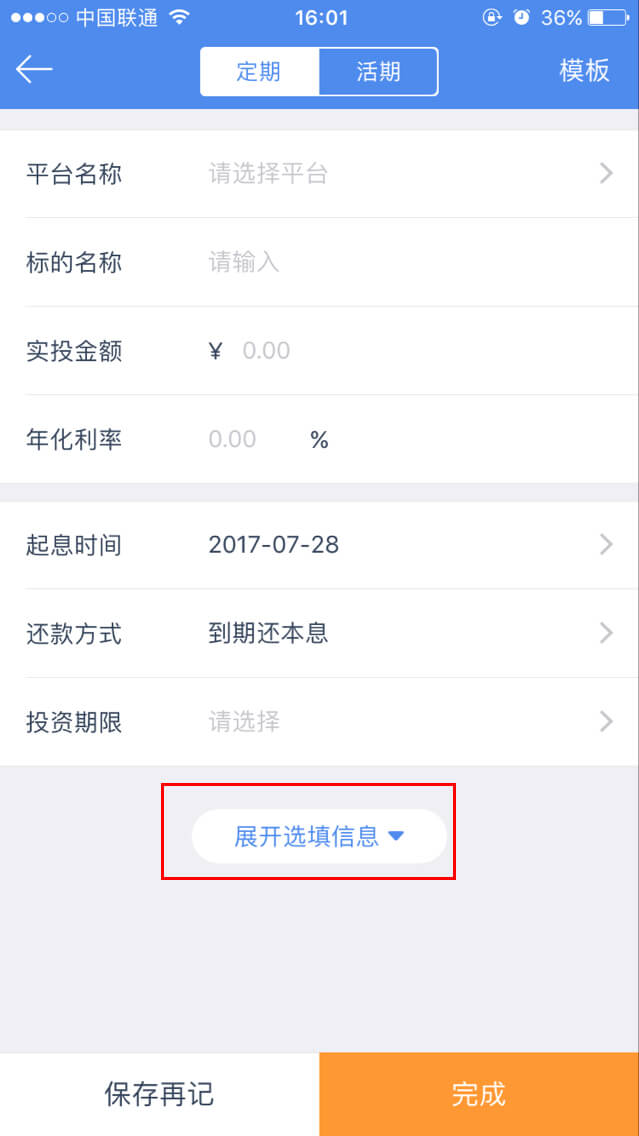 中国联通 16:01 36%
定期 活期 模板
平台名称 请选择平台
标的名称 请输入
实投金额 ¥ 0.00
年化利率 0.00 %
起息时间 2017-07-28
还款方式 到期还本息
投资期限 请选择
展开选填信息
保存再记 完成